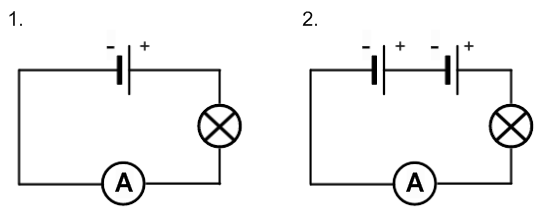 1.
- +
A
2.
- + - +
A